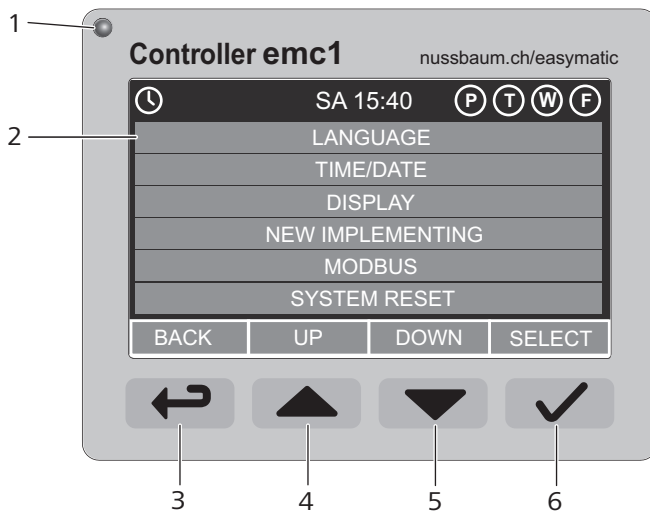 1
Controller emc1 nussbaum.ch/easymatic
SA 15:40 P T W F
2
LANGUAGE
TIME/DATE
DISPLAY
NEW IMPLEMENTING
MODBUS
SYSTEM RESET
BACK UP DOWN SELECT
3 4 5 6